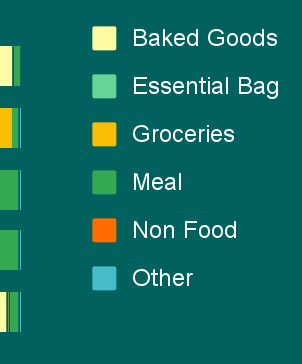 Baked Goods
Essential Bag
Groceries
Meal
Non Food
Other